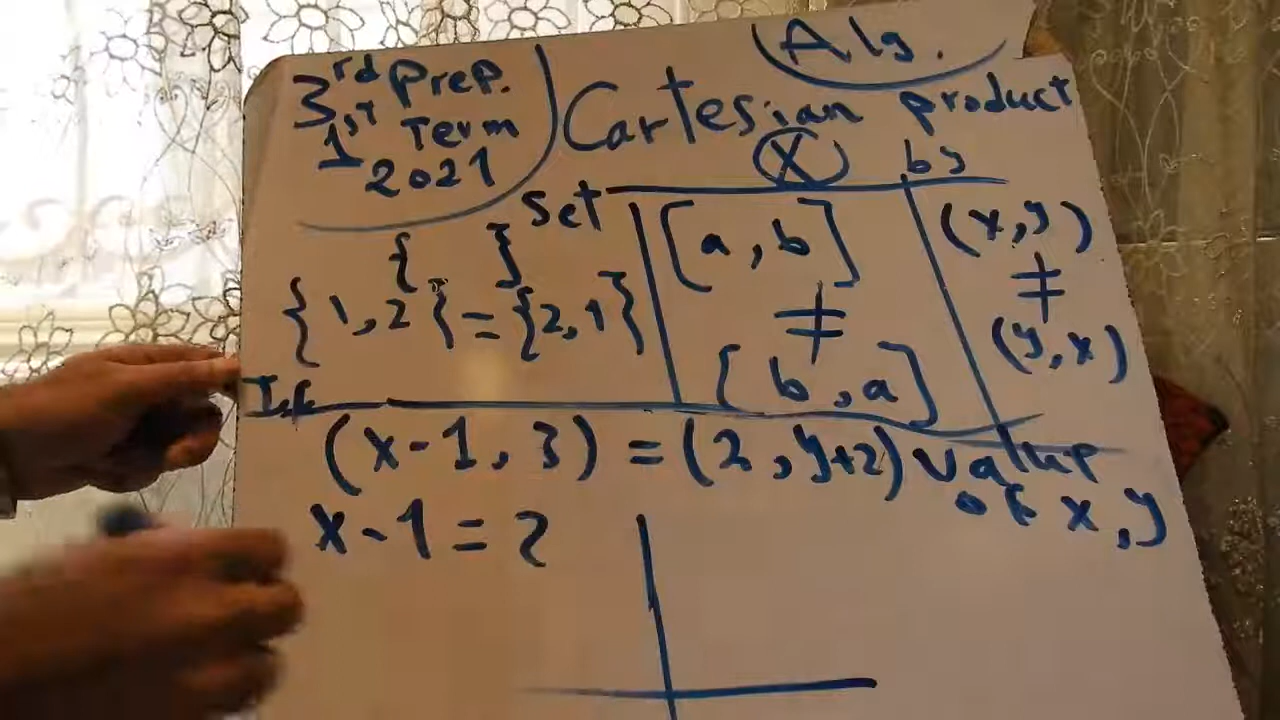 Alg.
3rd Prep.
1st Term
2021
Cartesian product
X by
Set
{ }
{1,2} = {2,1}
[a,b]
≠
[b,a]
(x,y)
≠
(y,x)
If
(x-1,3) = (2,y+2) value
of x,y
x-1=2